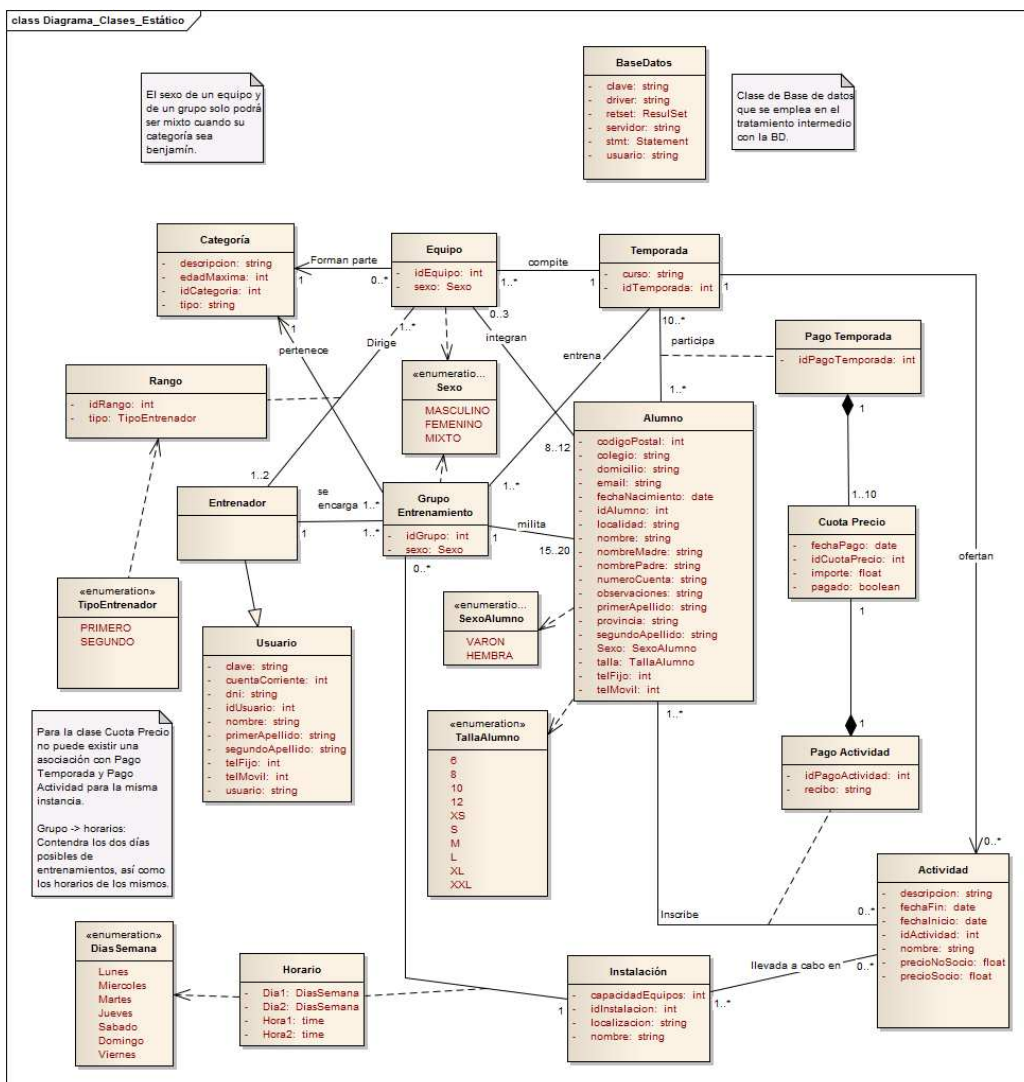 class Diagrama_Clases_Estático
El sexo de un equipo y
de un grupo solo podrá
ser mixto cuando su
categoría sea
benjamín.
BaseDatos
- clave: string
- driver: string
- retset: ResulSet
- servidor: string
- stmt: Statement
- usuario: string
Clase de Base de datos
que se emplea en el
tratamiento intermedio
con la BD.
Categoría
- descripcion: string
- edadMaxima: int
- idCategoria: int
- tipo: string
Forman parte
1
0..*
Equipo
- idEquipo: int
- sexo: Sexo
compite
1..*
1
Temporada
- curso: string
- idTemporada: int
1
1
pertenece
1..*
Dirige
0..3
integran
entrena
10..*
participa
1..*
Pago Temporada
- idPagoTemporada: int
1
Rango
- idRango: int
- tipo: TipoEntrenador
«enumeratio...
Sexo
MASCULINO
FEMENINO
MIXTO
Alumno
- codigoPostal: int
- colegio: string
- domicilio: string
- email: string
- fechaNacimiento: date
- idAlumno: int
- localidad: string
- nombre: string
- nombreMadre: string
- nombrePadre: string
- numeroCuenta: string
- observaciones: string
- primerApellido: string
- provincia: string
- segundoApellido: string
- Sexo: SexoAlumno
- talla: TallaAlumno
- telFijo: int
- telMovil: int
8..12
1..2
Entrenador
se
encarga
1..*
1..*
1
1..*
Grupo
Entrenamiento
- idGrupo: int
- sexo: Sexo
1
milita
15..20
0..*
1..10
Cuota Precio
- fechaPago: date
- idCuotaPrecio: int
- importe: float
- pagado: boolean
1
ofertan
«enumeration»
TipoEntrenador
PRIMERO
SEGUNDO
«enumeratio...
SexoAlumno
VARON
HEMBRA
Usuario
- clave: string
- cuentaCorriente: int
- dni: string
- idUsuario: int
- nombre: string
- primerApellido: string
- segundoApellido: string
- telFijo: int
- telMovil: int
- usuario: string
Para la clase Cuota Precio
no puede existir una
asociación con Pago
Temporada y Pago
Actividad para la misma
instancia.
Grupo -> horarios:
Contendra los dos días
posibles de
entrenamientos, así como
los horarios de los mismos.
«enumeration»
TallaAlumno
6
8
10
12
XS
S
M
L
XL
XXL
1..*
1
Pago Actividad
- idPagoActividad: int
- recibo: string
0..*
Actividad
- descripcion: string
- fechaFin: date
- fechaInicio: date
- idActividad: int
- nombre: string
- precioNoSocio: float
- precioSocio: float
Inscribe
0..*
llevada a cabo en
0..*
«enumeration»
DiasSemana
Lunes
Miercoles
Martes
Jueves
Sabado
Domingo
Viernes
Horario
- Dia1: DiasSemana
- Dia2: DiasSemana
- Hora1: time
- Hora2: time
1
Instalación
- capacidadEquipos: int
- idInstalacion: int
- localizacion: string
- nombre: string
1..*